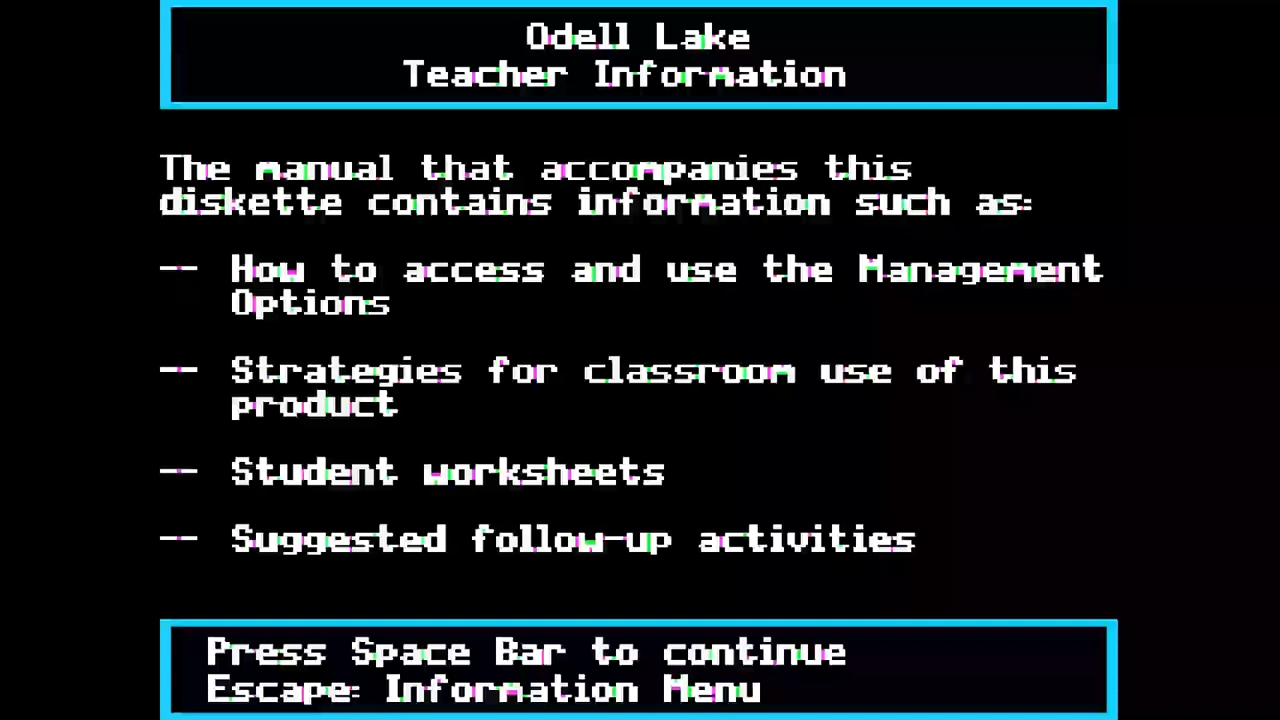 Odell Lake
Teacher Information
The manual that accompanies this
diskette contains information such as:
-- How to access and use the Management
Options
-- Strategies for classroom use of this
product
-- Student worksheets
-- Suggested follow-up activities
Press Space Bar to continue
Escape: Information Menu